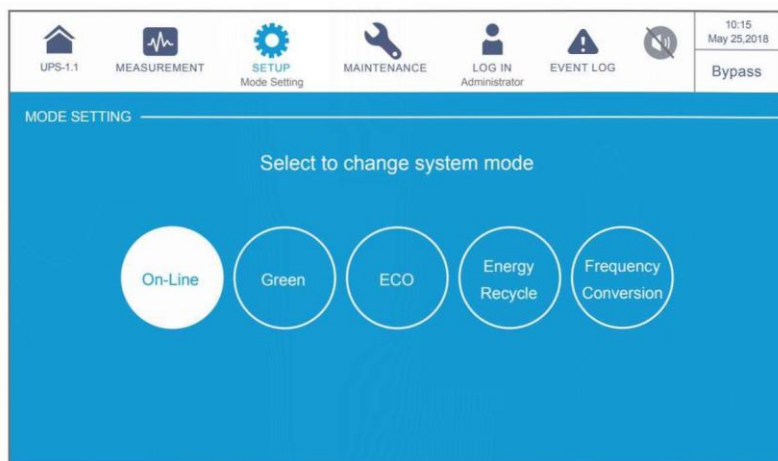 10:15
May 25,2018
UPS-1.1
MEASUREMENT
SETUP
Mode Setting
MAINTENANCE
LOG IN
Administrator
EVENT LOG
Bypass
MODE SETTING
Select to change system mode
On-Line
Green
ECO
Energy
Recycle
Frequency
Conversion